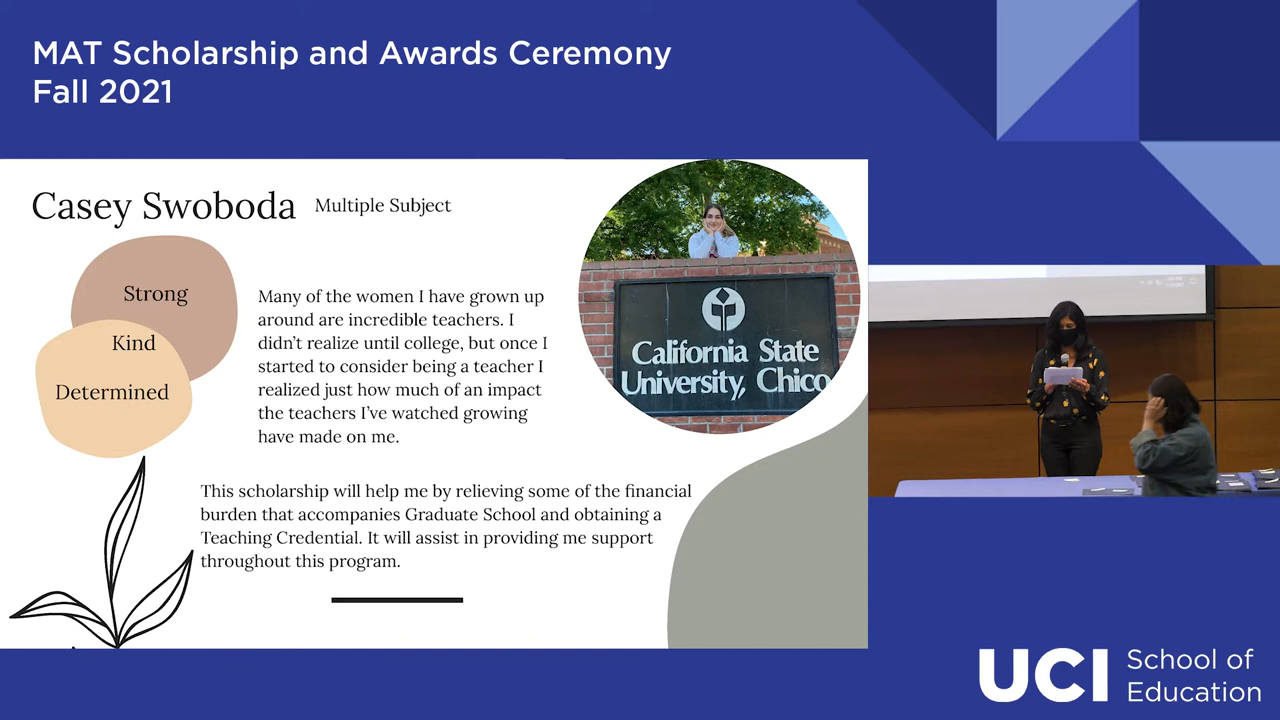 MAT Scholarship and Awards Ceremony
Fall 2021
Casey Swoboda
Multiple Subject
Strong
Kind
Determined
Many of the women I have grown up
around are incredible teachers. I
didn't realize until college, but once I
started to consider being a teacher I
realized just how much of an impact
the teachers I've watched growing
have made on me.
California State
University, Chico
This scholarship will help me by relieving some of the financial
burden that accompanies Graduate School and obtaining a
Teaching Credential. It will assist in providing me support
throughout this program.
UCI
School of
Education